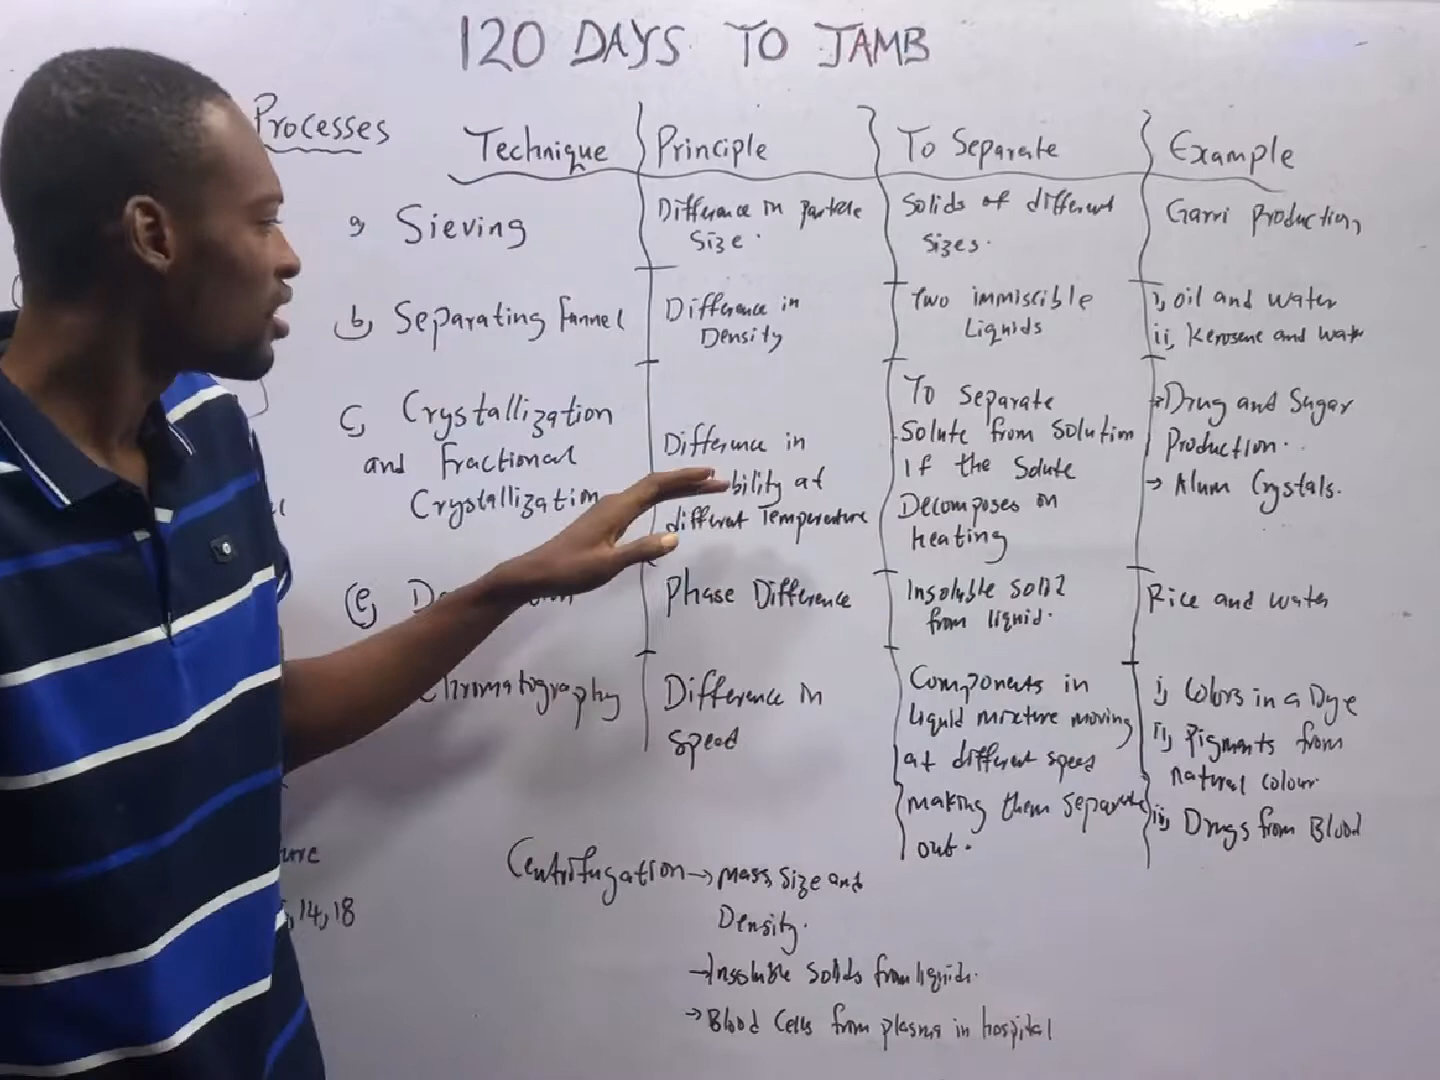 120 DAYS TO JAMB
Processes
Technique Principle To Separate Example
a, Sieving
Difference in particle
Size.
Solids of different
sizes.
Garri Production,
b, Separating funnel
Difference in
Density
Two immiscible
Liquids
i, oil and water
ii, Kerosene and water
c, Crystallization
and Fractional
Crystallization
Difference in
bility at
different Temperature
To Separate
Solute from Solution
If the Solute
Decomposes on
heating
→Drug and Sugar
Production.
→ Alum Crystals.
(e,
Phase Difference
Insoluble solid
from liquid.
Rice and water
Chromatography
Difference in
Speed
Components in
liquid mixture moving
at different speed
making them separate
out.
i, Colors in a Dye
ii, Pigments from
natural colour
iii, Drugs from Blood
Centrifugation → mass, size and
Density.
→Insoluble Solids from liquids.
→Blood Cells from plasma in hospital
ure
,14,18